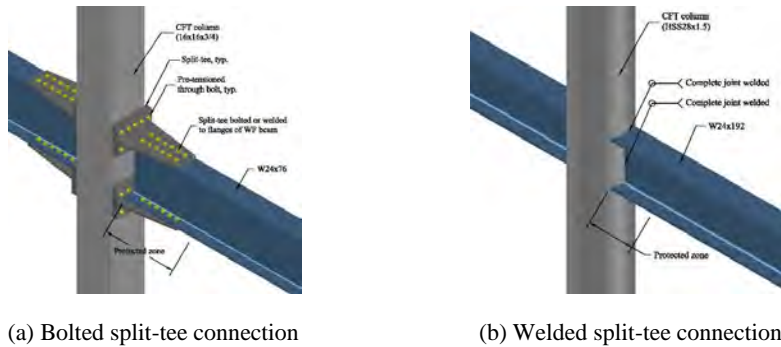 CFT column
(16x16x3/4)
Split-tee, typ.
Pre-tensioned
through bolt, typ.
Split-tee bolted or welded
to flanges of WF beam
W24x76
Protected zone
(a) Bolted split-tee connection
CFT column
(HSS28x1.5)
Complete joint welded
Complete joint welded
W24x192
Protected zone
(b) Welded split-tee connection